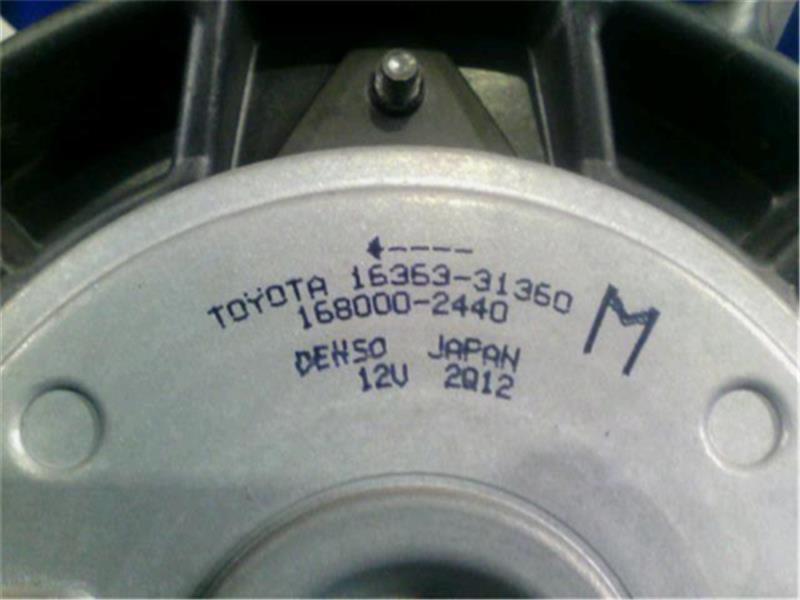 TOYOTA 16363-31360
168000-2440
M
DENSO JAPAN
12V 2Q12